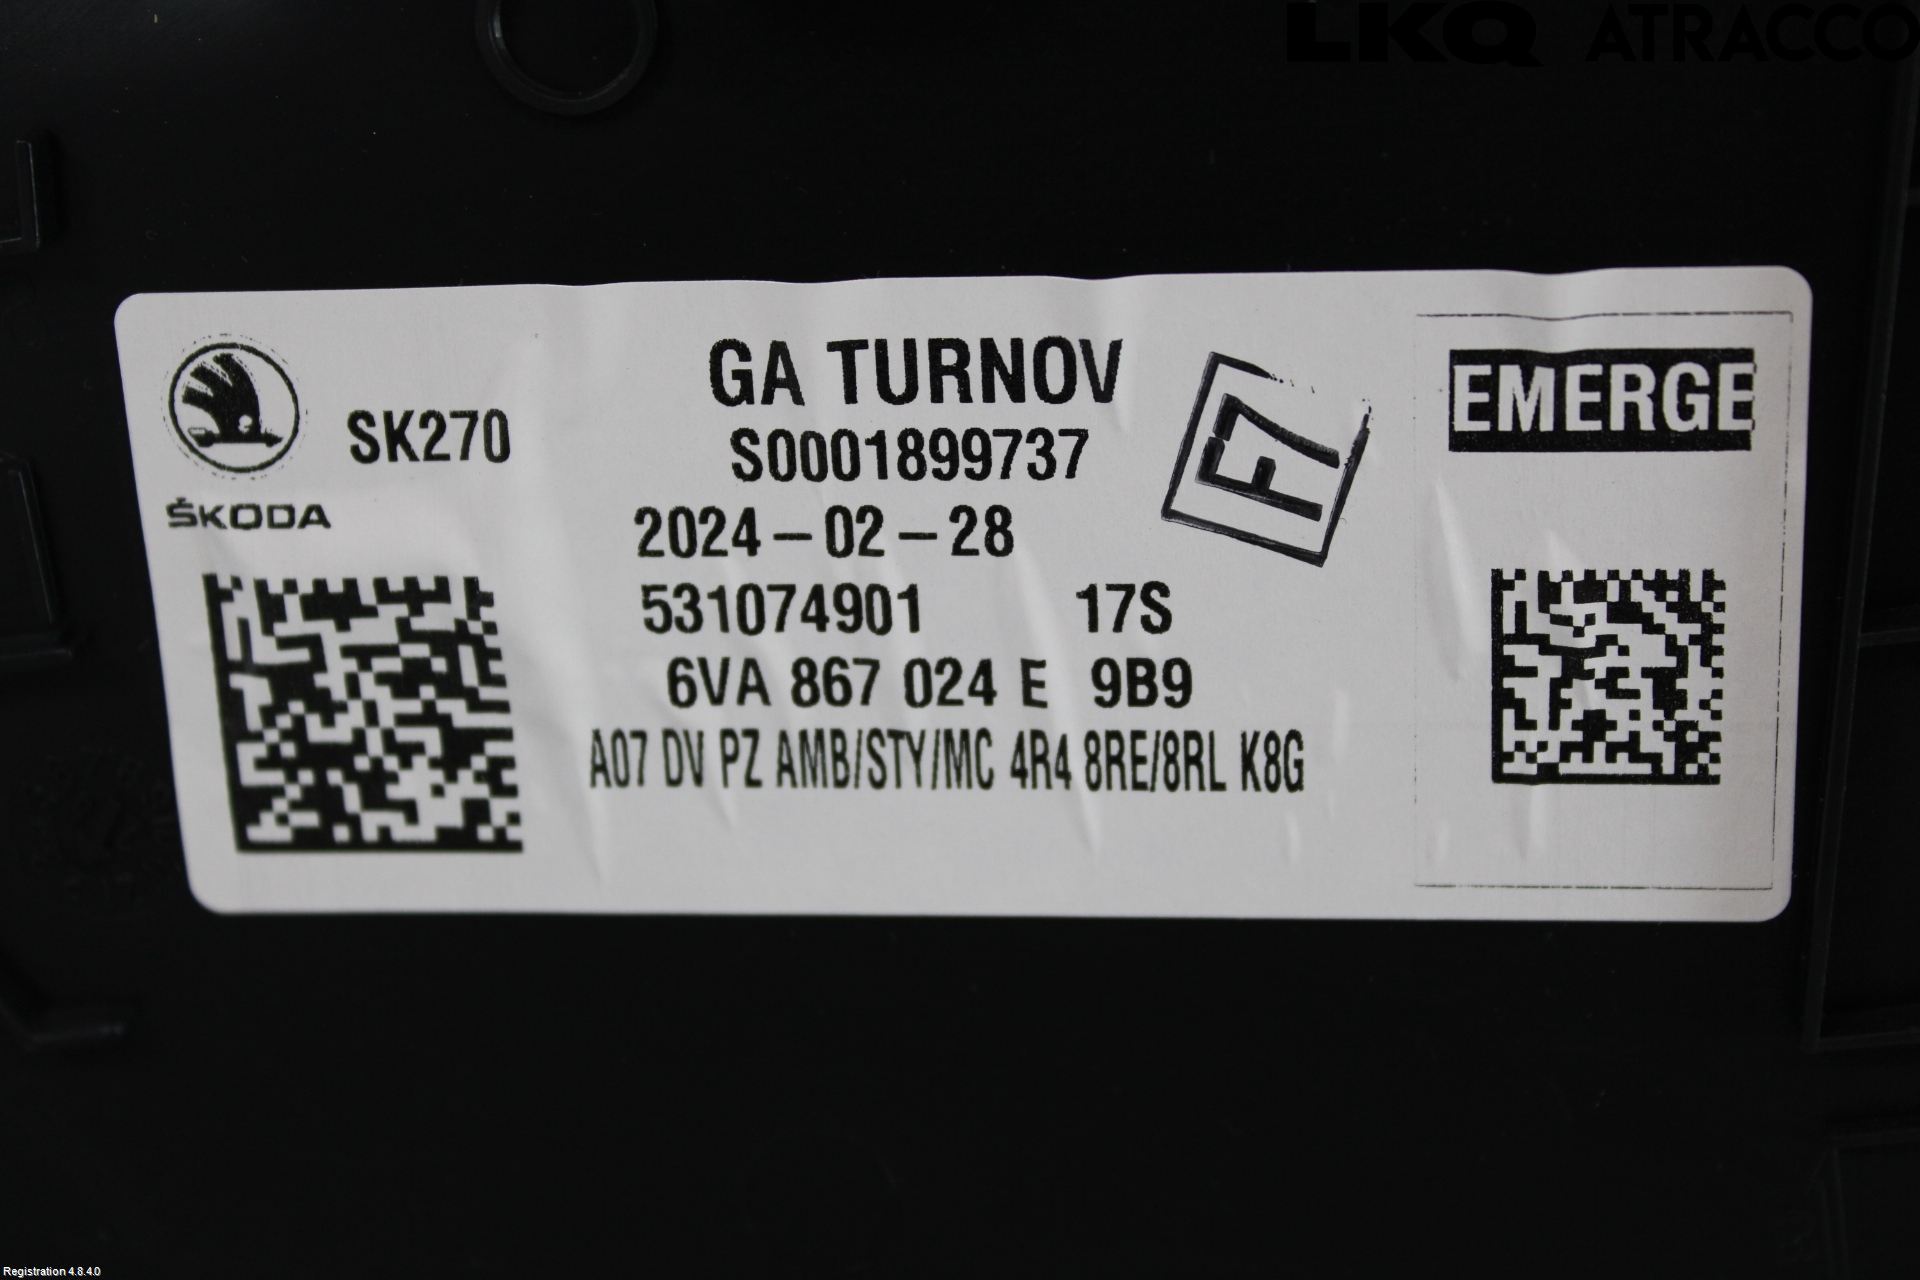 LKQ ATRACCO
GA TURNOV
SK270
S0001899737
F7
EMERGE
ŠKODA
2024-02-28
531074901 17S
6VA 867 024 E 9B9
A07 DV PZ AMB/STY/MC 4R4 8RE/8RL K8G
Registration 4.8.4.0